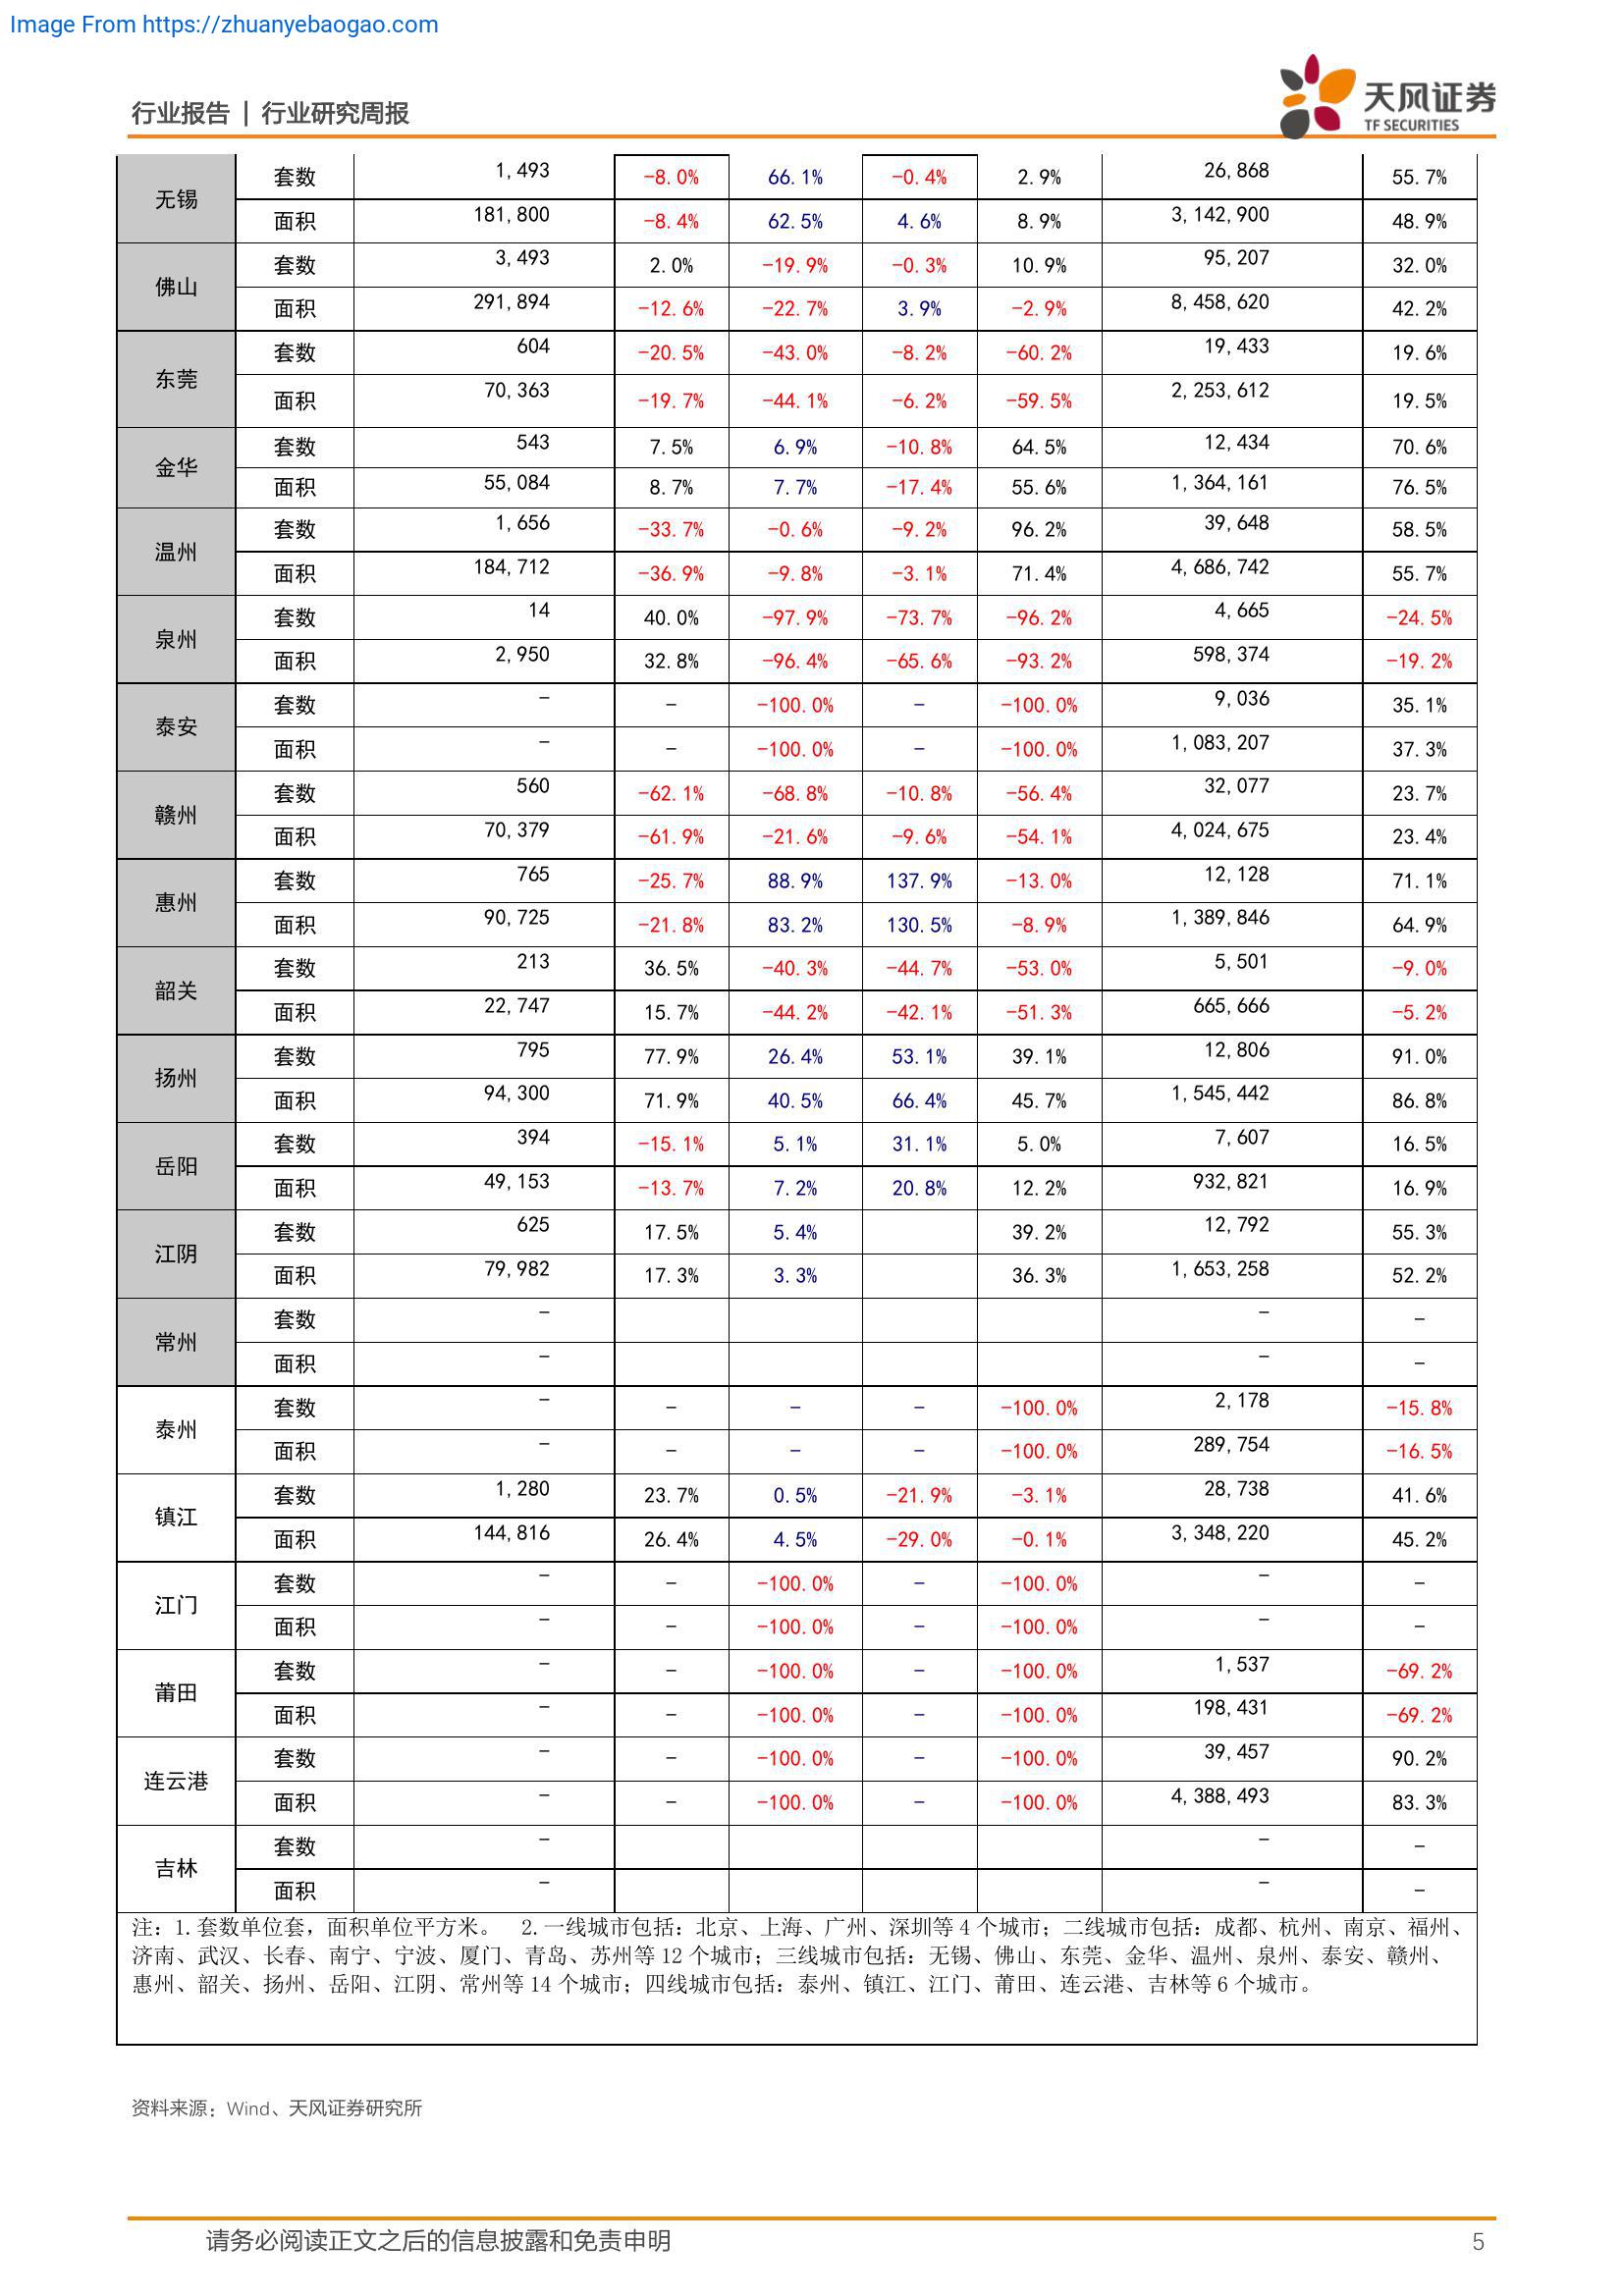 Image From https://zhuanyebaogao.com
行业报告 | 行业研究周报
天风证券
TF SECURITIES
无锡 套数 1,493 -8.0% 66.1% -0.4% 2.9% 26,868 55.7%
面积 181,800 -8.4% 62.5% 4.6% 8.9% 3,142,900 48.9%
佛山 套数 3,493 2.0% -19.9% -0.3% 10.9% 95,207 32.0%
面积 291,894 -12.6% -22.7% 3.9% -2.9% 8,458,620 42.2%
东莞 套数 604 -20.5% -43.0% -8.2% -60.2% 19,433 19.6%
面积 70,363 -19.7% -44.1% -6.2% -59.5% 2,253,612 19.5%
金华 套数 543 7.5% 6.9% -10.8% 64.5% 12,434 70.6%
面积 55,084 8.7% 7.7% -17.4% 55.6% 1,364,161 76.5%
温州 套数 1,656 -33.7% -0.6% -9.2% 96.2% 39,648 58.5%
面积 184,712 -36.9% -9.8% -3.1% 71.4% 4,686,742 55.7%
泉州 套数 14 40.0% -97.9% -73.7% -96.2% 4,665 -24.5%
面积 2,950 32.8% -96.4% -65.6% -93.2% 598,374 -19.2%
泰安 套数 - - -100.0% - -100.0% 9,036 35.1%
面积 - - -100.0% - -100.0% 1,083,207 37.3%
赣州 套数 560 -62.1% -68.8% -10.8% -56.4% 32,077 23.7%
面积 70,379 -61.9% -21.6% -9.6% -54.1% 4,024,675 23.4%
惠州 套数 765 -25.7% 88.9% 137.9% -13.0% 12,128 71.1%
面积 90,725 -21.8% 83.2% 130.5% -8.9% 1,389,846 64.9%
韶关 套数 213 36.5% -40.3% -44.7% -53.0% 5,501 -9.0%
面积 22,747 15.7% -44.2% -42.1% -51.3% 665,666 -5.2%
扬州 套数 795 77.9% 26.4% 53.1% 39.1% 12,806 91.0%
面积 94,300 71.9% 40.5% 66.4% 45.7% 1,545,442 86.8%
岳阳 套数 394 -15.1% 5.1% 31.1% 5.0% 7,607 16.5%
面积 49,153 -13.7% 7.2% 20.8% 12.2% 932,821 16.9%
江阴 套数 625 17.5% 5.4% 39.2% 12,792 55.3%
面积 79,982 17.3% 3.3% 36.3% 1,653,258 52.2%
常州 套数 - - -
面积 - - -
泰州 套数 - - - - -100.0% 2,178 -15.8%
面积 - - - - -100.0% 289,754 -16.5%
镇江 套数 1,280 23.7% 0.5% -21.9% -3.1% 28,738 41.6%
面积 144,816 26.4% 4.5% -29.0% -0.1% 3,348,220 45.2%
江门 套数 - - -100.0% - -100.0% - -
面积 - - -100.0% - -100.0% - -
莆田 套数 - - -100.0% - -100.0% 1,537 -69.2%
面积 - - -100.0% - -100.0% 198,431 -69.2%
连云港 套数 - - -100.0% - -100.0% 39,457 90.2%
面积 - - -100.0% - -100.0% 4,388,493 83.3%
吉林 套数 - - -
面积 - - -
注：1.套数单位套，面积单位平方米。 2.一线城市包括：北京、上海、广州、深圳等 4 个城市；二线城市包括：成都、杭州、南京、福州、
济南、武汉、长春、南宁、宁波、厦门、青岛、苏州等 12 个城市；三线城市包括：无锡、佛山、东莞、金华、温州、泉州、泰安、赣州、
惠州、韶关、扬州、岳阳、江阴、常州等 14 个城市；四线城市包括：泰州、镇江、江门、莆田、连云港、吉林等 6 个城市。
资料来源：Wind、天风证券研究所
请务必阅读正文之后的信息披露和免责申明 5